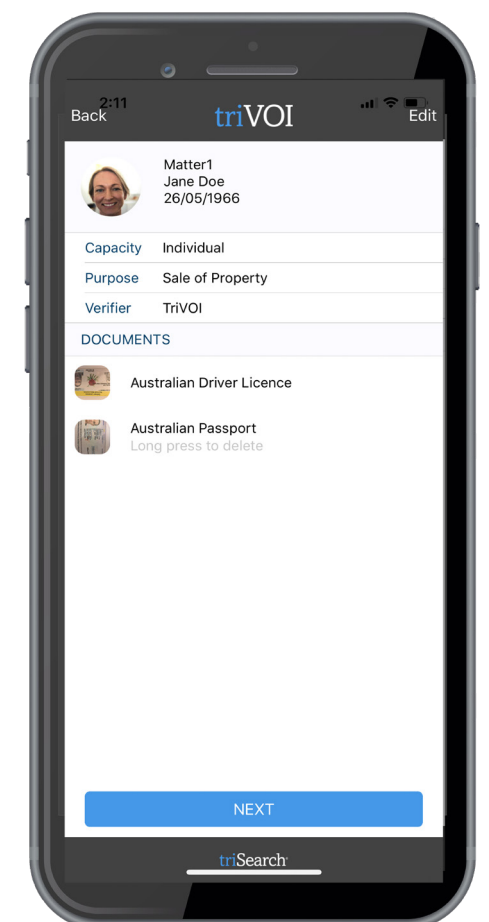 2:11
Back
triVOI
Edit
Matter1
Jane Doe
26/05/1966
Capacity Individual
Purpose Sale of Property
Verifier TriVOI
DOCUMENTS
Australian Driver Licence
Australian Passport
Long press to delete
NEXT
triSearch